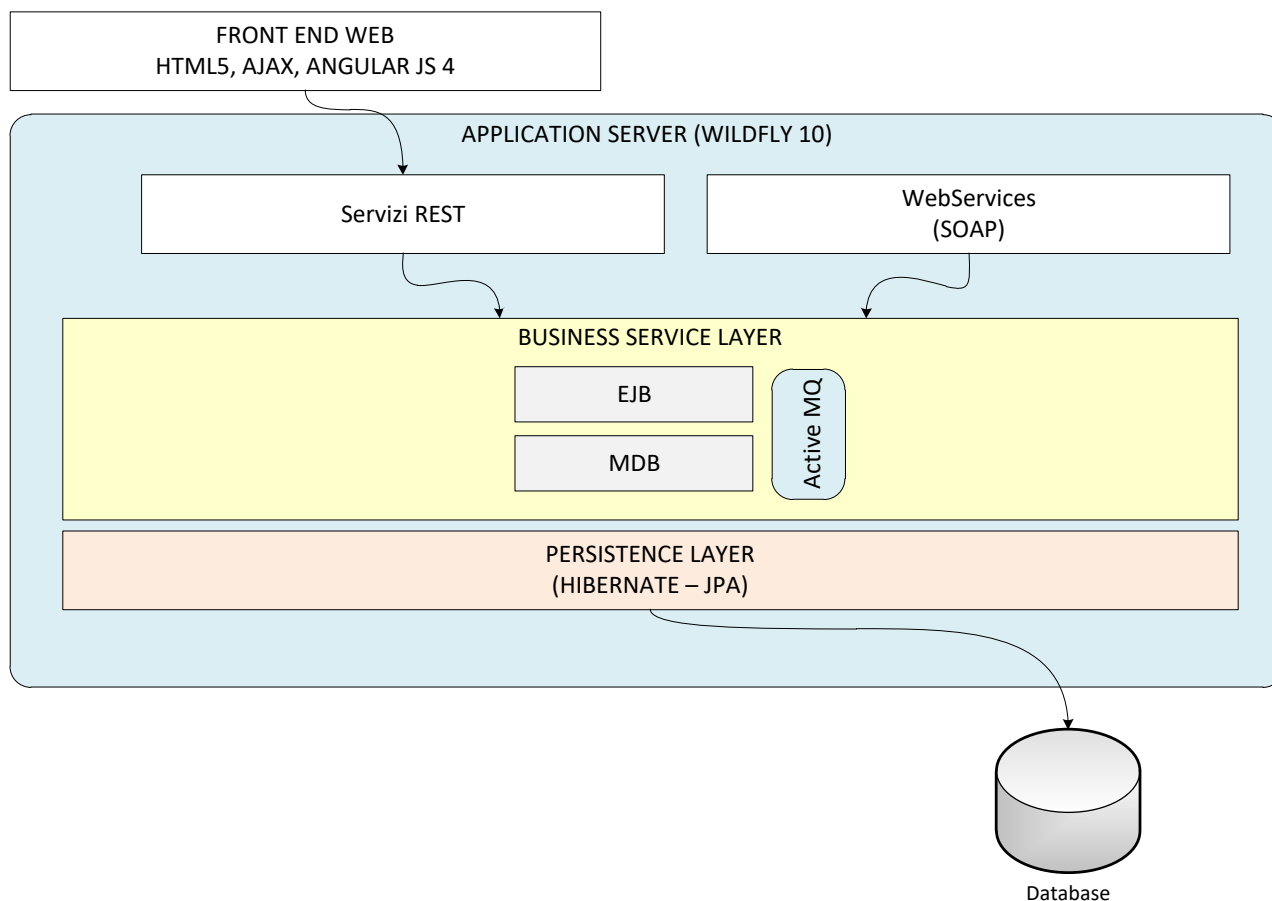 FRONT END WEB
HTML5, AJAX, ANGULAR JS 4
APPLICATION SERVER (WILDFLY 10)
Servizi REST
WebServices
(SOAP)
BUSINESS SERVICE LAYER
EJB
MDB
Active MQ
PERSISTENCE LAYER
(HIBERNATE – JPA)
Database